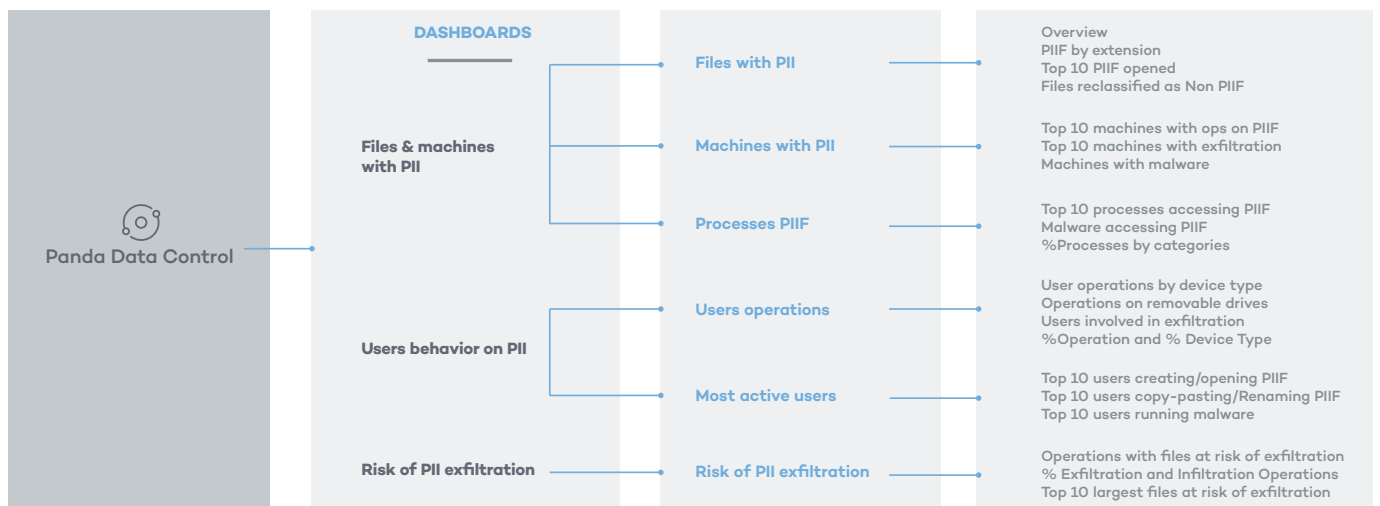 Panda Data Control
DASHBOARDS
Files & machines
with PII
Users behavior on PII
Risk of PII exfiltration
Files with PII
Machines with PII
Processes PIIF
Users operations
Most active users
Risk of PII exfiltration
Overview
PIIF by extension
Top 10 PIIF opened
Files reclassified as Non PIIF
Top 10 machines with ops on PIIF
Top 10 machines with exfiltration
Machines with malware
Top 10 processes accessing PIIF
Malware accessing PIIF
%Processes by categories
User operations by device type
Operations on removable drives
Users involved in exfiltration
%Operation and % Device Type
Top 10 users creating/opening PIIF
Top 10 users copy-pasting/Renaming PIIF
Top 10 users running malware
Operations with files at risk of exfiltration
% Exfiltration and Infiltration Operations
Top 10 largest files at risk of exfiltration